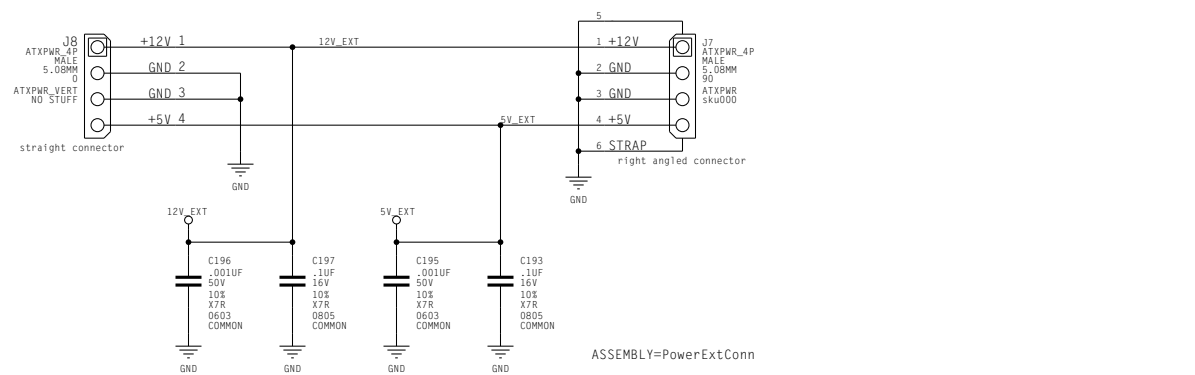 J8
ATXPWR_4P
MALE
5.08MM
0
ATXPWR_VERT
NO STUFF
+12V 1
GND 2
GND 3
+5V 4
straight connector
GND
12V_EXT
5V_EXT
5
1 +12V
2 GND
3 GND
4 +5V
6 STRAP
J7
ATXPWR_4P
MALE
5.08MM
90
ATXPWR
sku000
right angled connector
GND
12V_EXT
C196
.001UF
50V
10%
X7R
0603
COMMON
GND
C197
.1UF
16V
10%
X7R
0805
COMMON
GND
5V_EXT
C195
.001UF
50V
10%
X7R
0603
COMMON
GND
C193
.1UF
16V
10%
X7R
0805
COMMON
GND
ASSEMBLY=PowerExtConn